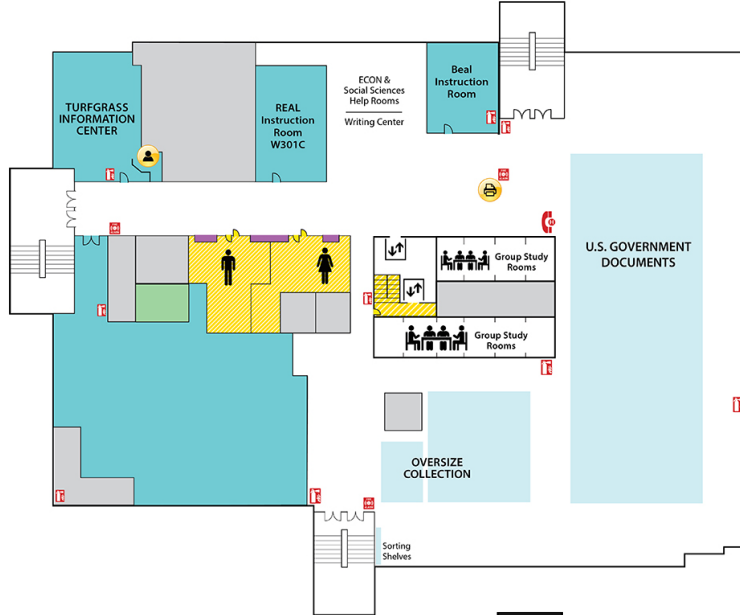 TURFGRASS
INFORMATION
CENTER
REAL
Instruction
Room
W301C
ECON &
Social Sciences
Help Rooms
Writing Center
Beal
Instruction
Room
U.S. GOVERNMENT
DOCUMENTS
Group Study
Rooms
Group Study
Rooms
OVERSIZE
COLLECTION
Sorting
Shelves